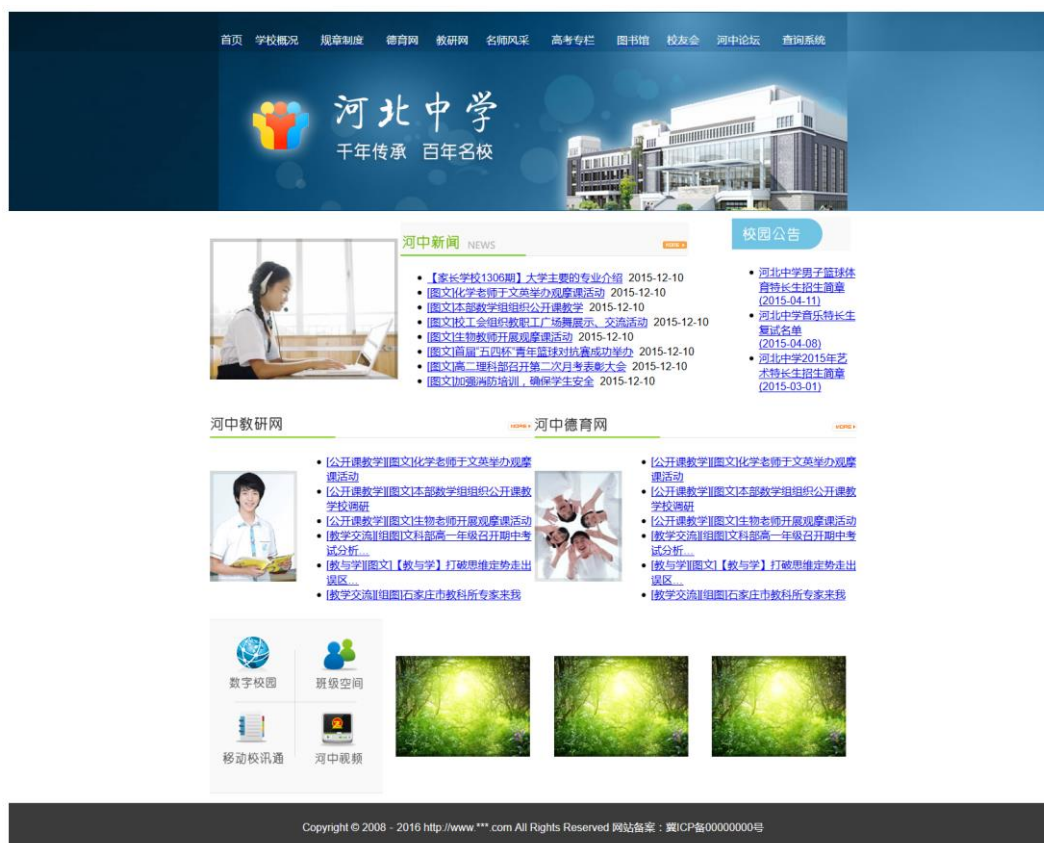 首页 学校概况 规章制度 德育网 教研网 名师风采 高考专栏 图书馆 校友会 河中论坛 查询系统
河北中学
千年传承 百年名校
河中新闻 NEWS
MORE
【家长学校1306期】大学主要的专业介绍 2015-12-10
[图文]化学老师于文英举办观摩课活动 2015-12-10
[图文]本部数学组组织公开课教学 2015-12-10
[图文]校工会组织教职工广场舞展示、交流活动 2015-12-10
[图文]生物教师开展观摩课活动 2015-12-10
[图文]首届"五四杯"青年篮球对抗赛成功举办 2015-12-10
[图文]高二理科部召开第二次月考表彰大会 2015-12-10
[图文]加强消防培训，确保学生安全 2015-12-10
校园公告
河北中学男子篮球体
育特长生招生简章
(2015-04-11)
河北中学音乐特长生
复试名单
(2015-04-08)
河北中学2015年艺
术特长生招生简章
(2015-03-01)
河中教研网
MORE
[公开课教学][图文]化学老师于文英举办观摩
课活动
[公开课教学][图文]本部数学组组织公开课教
学校调研
[公开课教学][图文]生物老师开展观摩课活动
[教学交流][组图]文科部高一年级召开期中考
试分析…
[教与学][图文]【教与学】打破思维定势走出
误区…
[教学交流][组图]石家庄市教科所专家来我
河中德育网
MORE
[公开课教学][图文]化学老师于文英举办观摩
课活动
[公开课教学][图文]本部数学组组织公开课教
学校调研
[公开课教学][图文]生物老师开展观摩课活动
[教学交流][组图]文科部高一年级召开期中考
试分析…
[教与学][图文]【教与学】打破思维定势走出
误区…
[教学交流][组图]石家庄市教科所专家来我
数字校园
班级空间
移动校讯通
河中视频
Copyright © 2008 - 2016 http://www.***.com All Rights Reserved 网站备案：冀ICP备00000000号